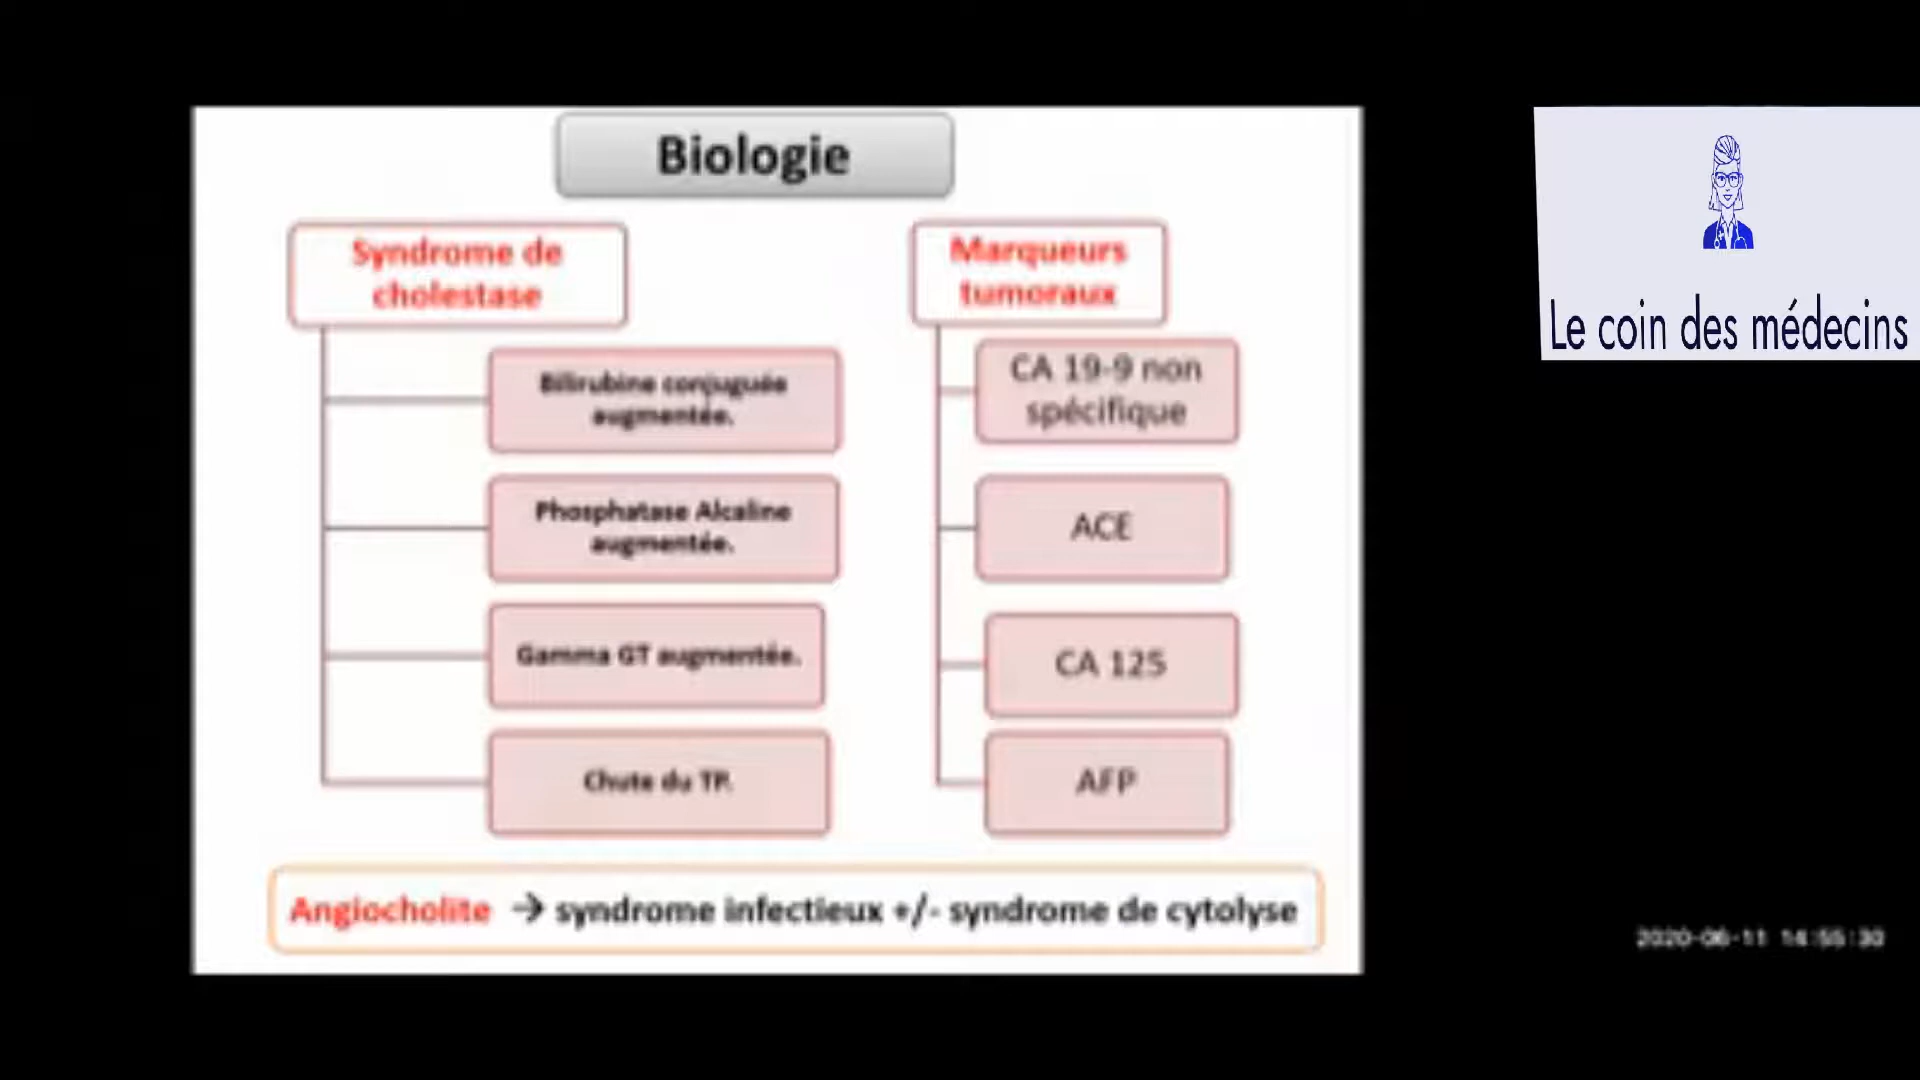 Biologie
Syndrome de
cholestase
Bilirubine conjuguée
augmentée.
Phosphatase Alcaline
augmentée.
Gamma GT augmentée.
Chute du TP.
Marqueurs
tumoraux
CA 19-9 non
spécifique
ACE
CA 125
AFP
Angiocholite → syndrome infectieux +/- syndrome de cytolyse
Le coin des médecins
2020-06-11 14:55:30